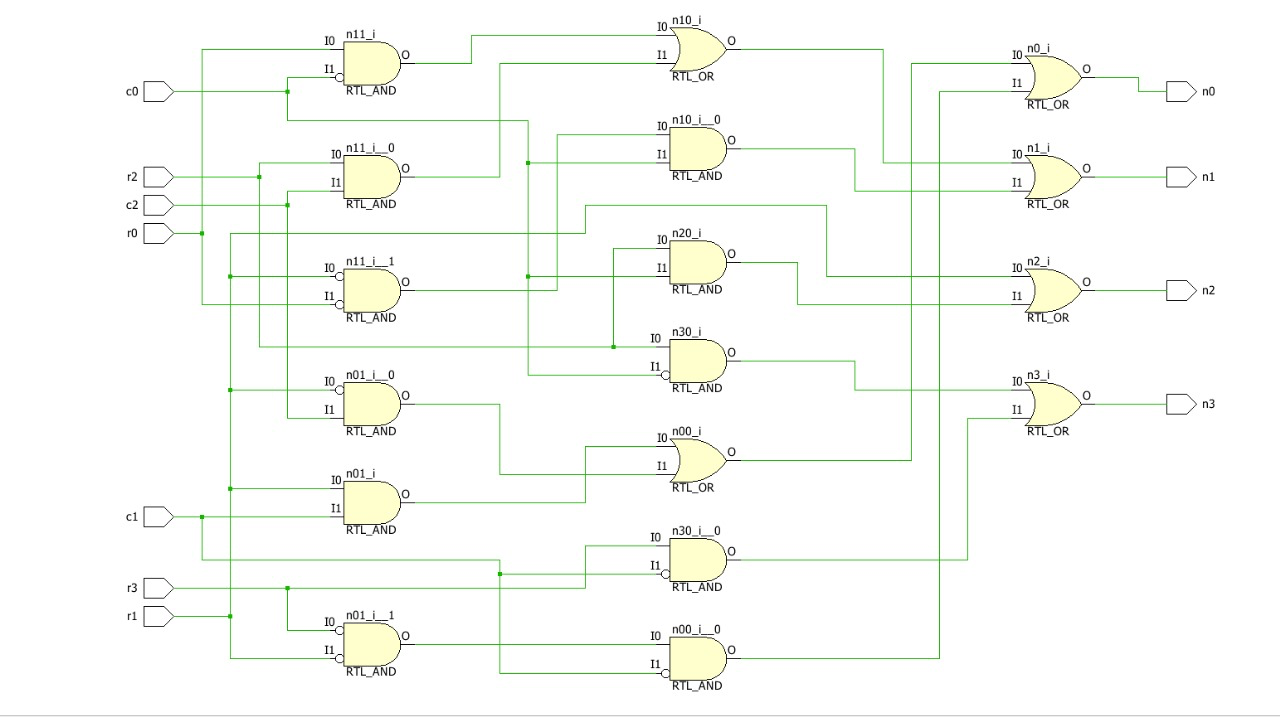 n11_i
I0
I1
O
RTL_AND
n10_i
I0
I1
O
RTL_OR
n0_i
I0
I1
O
RTL_OR
c0
n0
n11_i__0
I0
I1
O
RTL_AND
n10_i__0
I0
I1
O
RTL_AND
n1_i
I0
I1
O
RTL_OR
r2
c2
r0
n1
n11_i__1
I0
I1
O
RTL_AND
n20_i
I0
I1
O
RTL_AND
n2_i
I0
I1
O
RTL_OR
n2
n01_i__0
I0
I1
O
RTL_AND
n30_i
I0
I1
O
RTL_AND
n3_i
I0
I1
O
RTL_OR
n3
n01_i
I0
I1
O
RTL_AND
n00_i
I0
I1
O
RTL_OR
c1
n30_i__0
I0
I1
O
RTL_AND
r3
r1
n01_i__1
I0
I1
O
RTL_AND
n00_i__0
I0
I1
O
RTL_AND